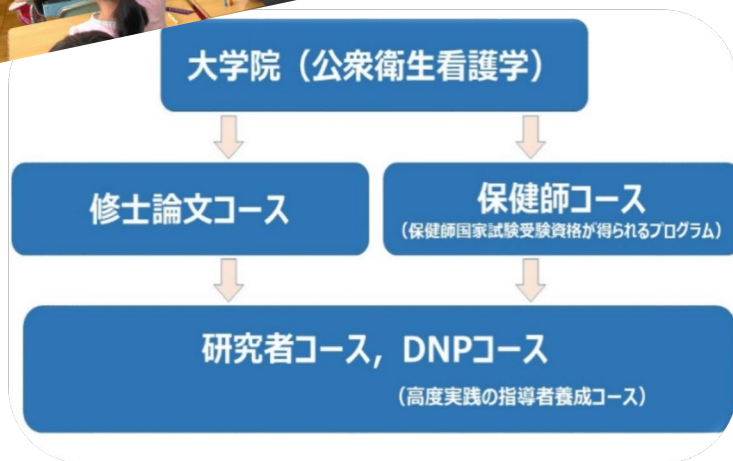 大学院（公衆衛生看護学）
修士論文コース
保健師コース
（保健師国家試験受験資格が得られるプログラム）
研究者コース，DNPコース
（高度実践の指導者養成コース）